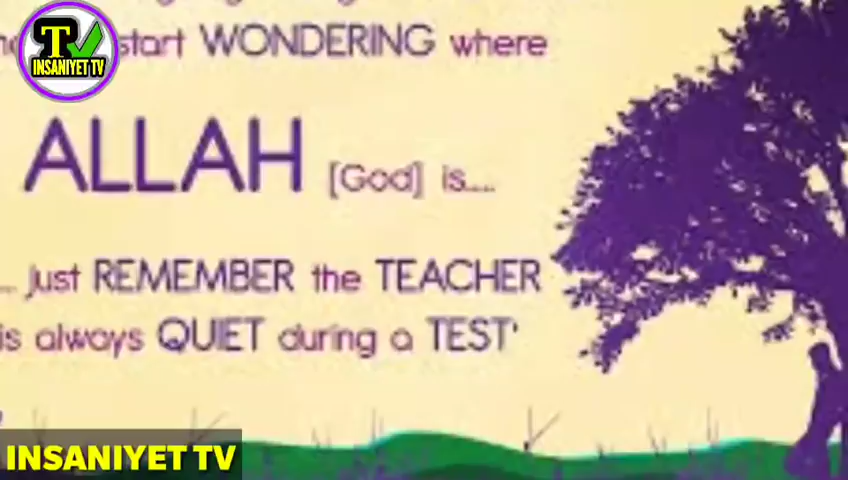 start WONDERING where
ALLAH [God] is....
... Just REMEMBER the TEACHER
is always QUIET during a TEST'
T
INSANIYET TV
INSANIYET TV